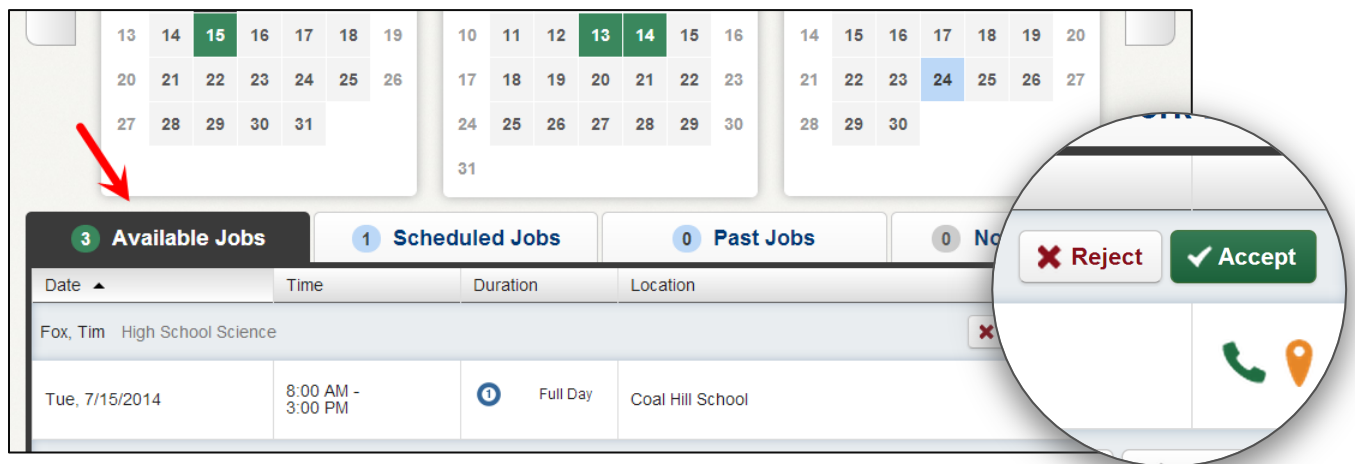 13 14 15 16 17 18 19 10 11 12 13 14 15 16 14 15 16 17 18 19 20
20 21 22 23 24 25 26 17 18 19 20 21 22 23 21 22 23 24 25 26 27
27 28 29 30 31 24 25 26 27 28 29 30 28 29 30
31
3 Available Jobs 1 Scheduled Jobs 0 Past Jobs 0 No
Reject Accept
Date Time Duration Location
Fox, Tim High School Science
Tue, 7/15/2014 8:00 AM - 3:00 PM 1 Full Day Coal Hill School